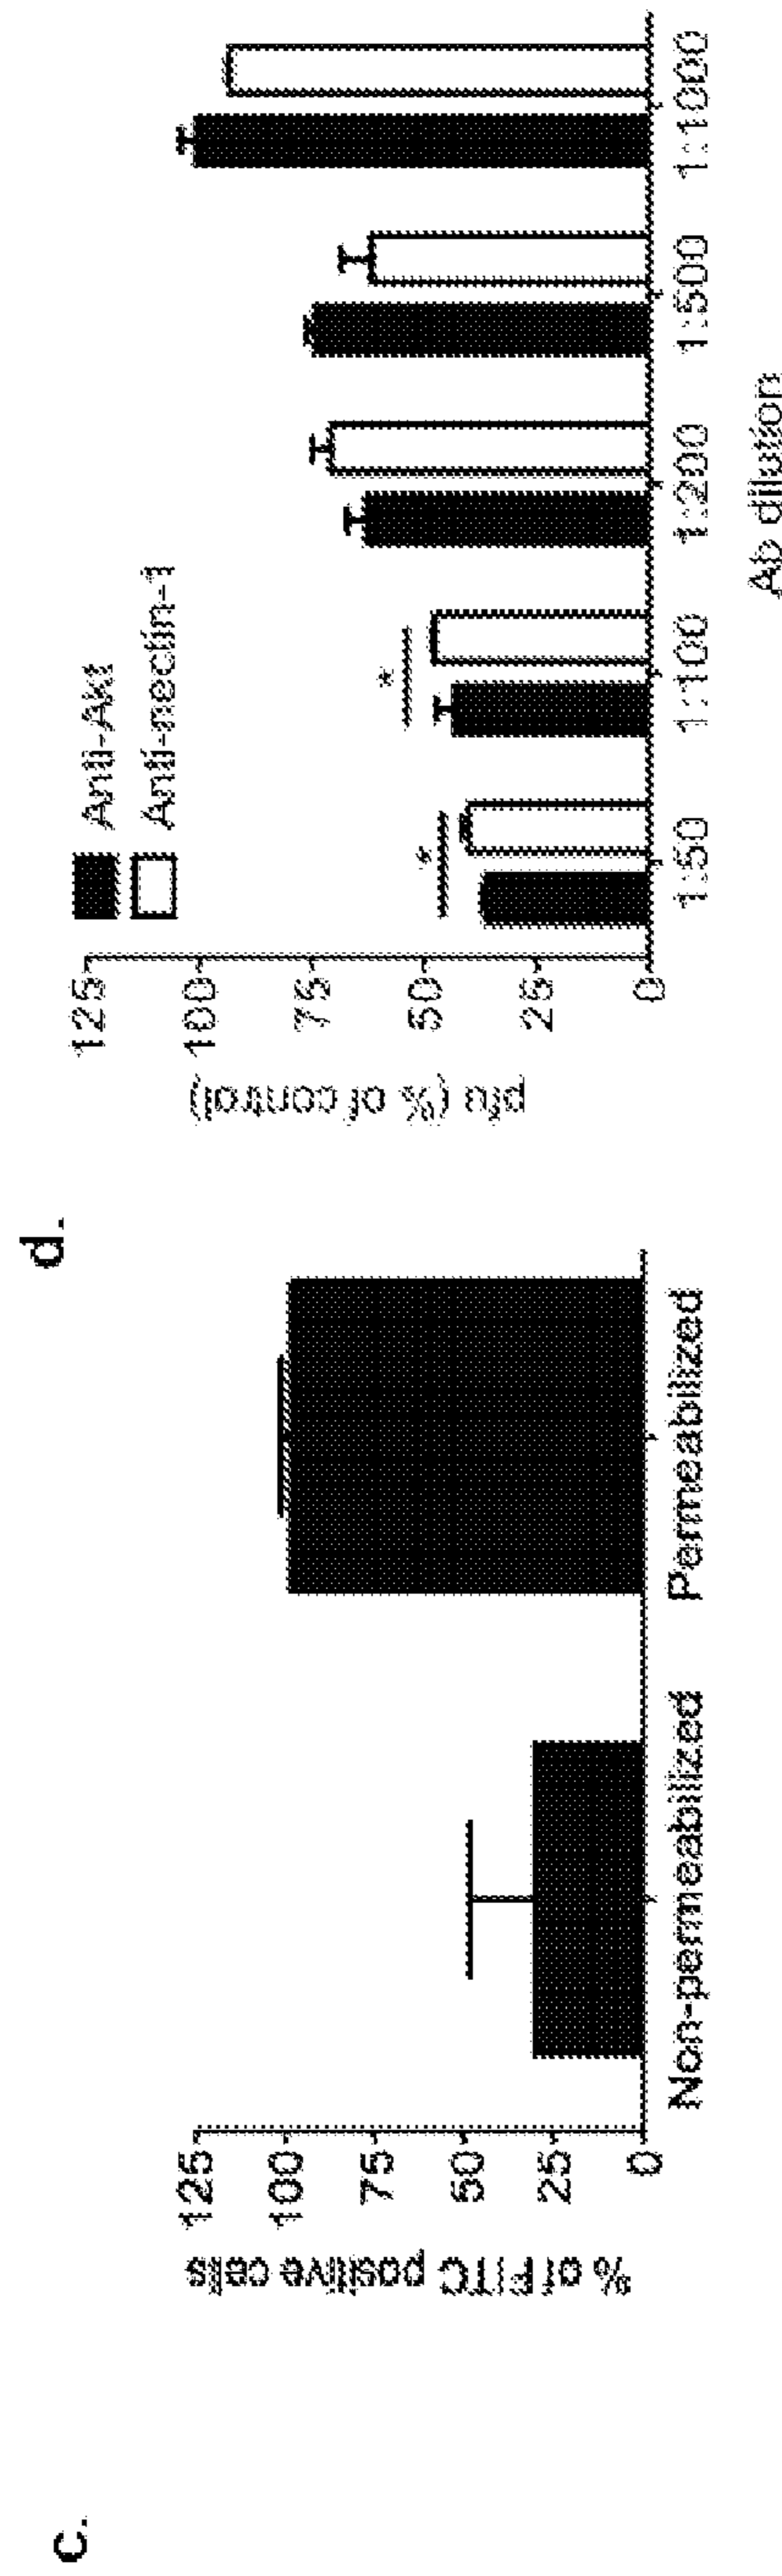 c.
% of FITC positive cells
125
100
75
50
25
0
Non-permeabilized
Permeabilized
d.
Anti-Akt
Anti-nectin-1
pfu (% of control)
125
100
75
50
25
0
*
*
1:50
1:100
1:200
1:500
1:1000
Ab dilution